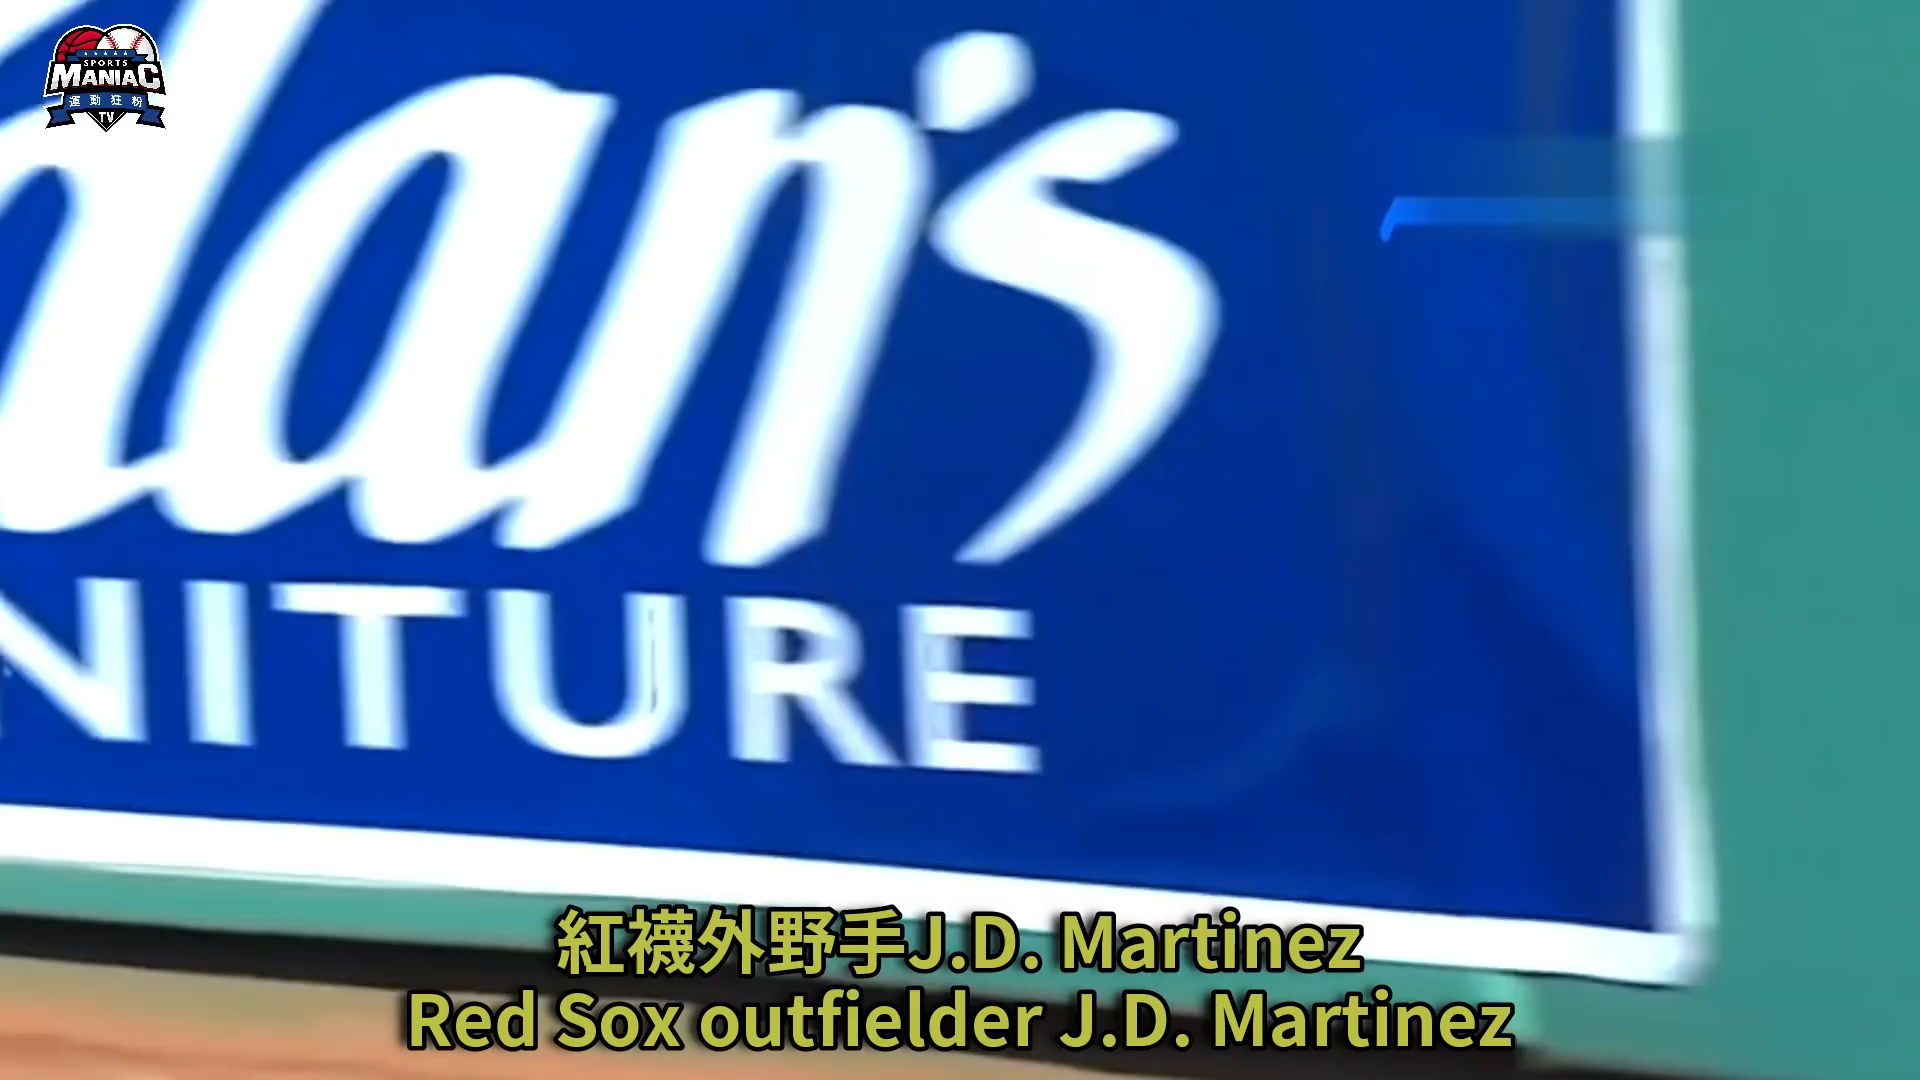 SPORTS
MANIAC
運動狂粉
TV
dan's
NITURE
紅襪外野手J.D. Martinez
Red Sox outfielder J.D. Martinez